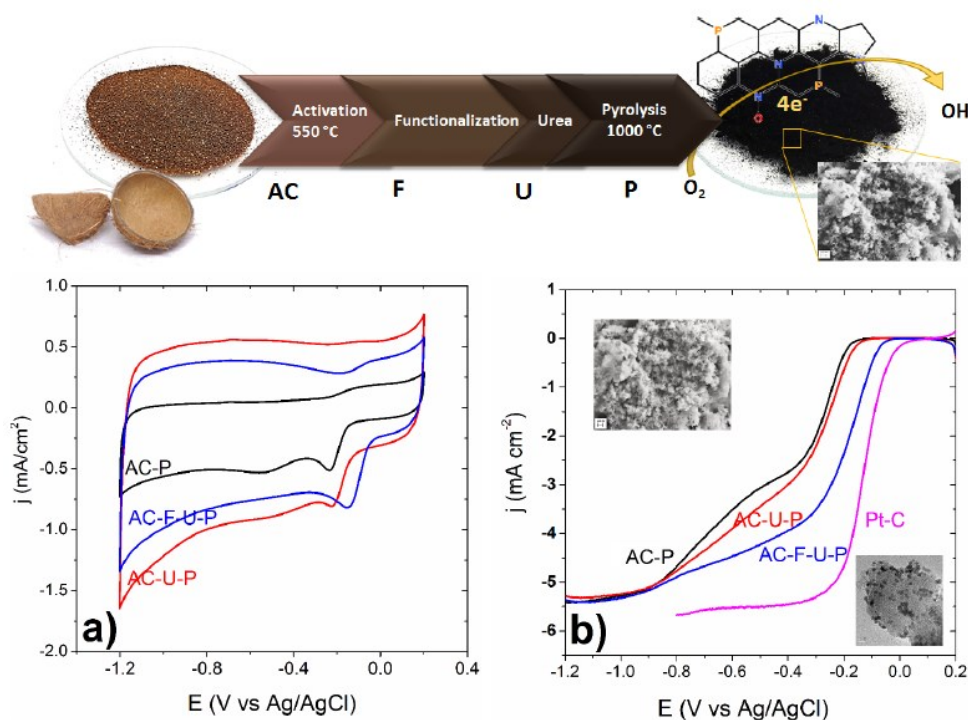 P
N
N
N
P
O
4e-
OH
Activation
550 °C
Functionalization
Urea
Pyrolysis
1000 °C
AC
F
U
P
O₂
1.0
0.5
0.0
-0.5
-1.0
-1.5
-2.0
j (mA/cm²)
AC-P
AC-F-U-P
AC-U-P
a)
-1.2
-0.8
-0.4
0.0
0.4
E (V vs Ag/AgCl)
1
0
-1
-2
-3
-4
-5
-6
j (mA cm⁻²)
AC-P
AC-U-P
AC-F-U-P
Pt-C
b)
-1.2
-1.0
-0.8
-0.6
-0.4
-0.2
0.0
0.2
E (V vs Ag/AgCl)